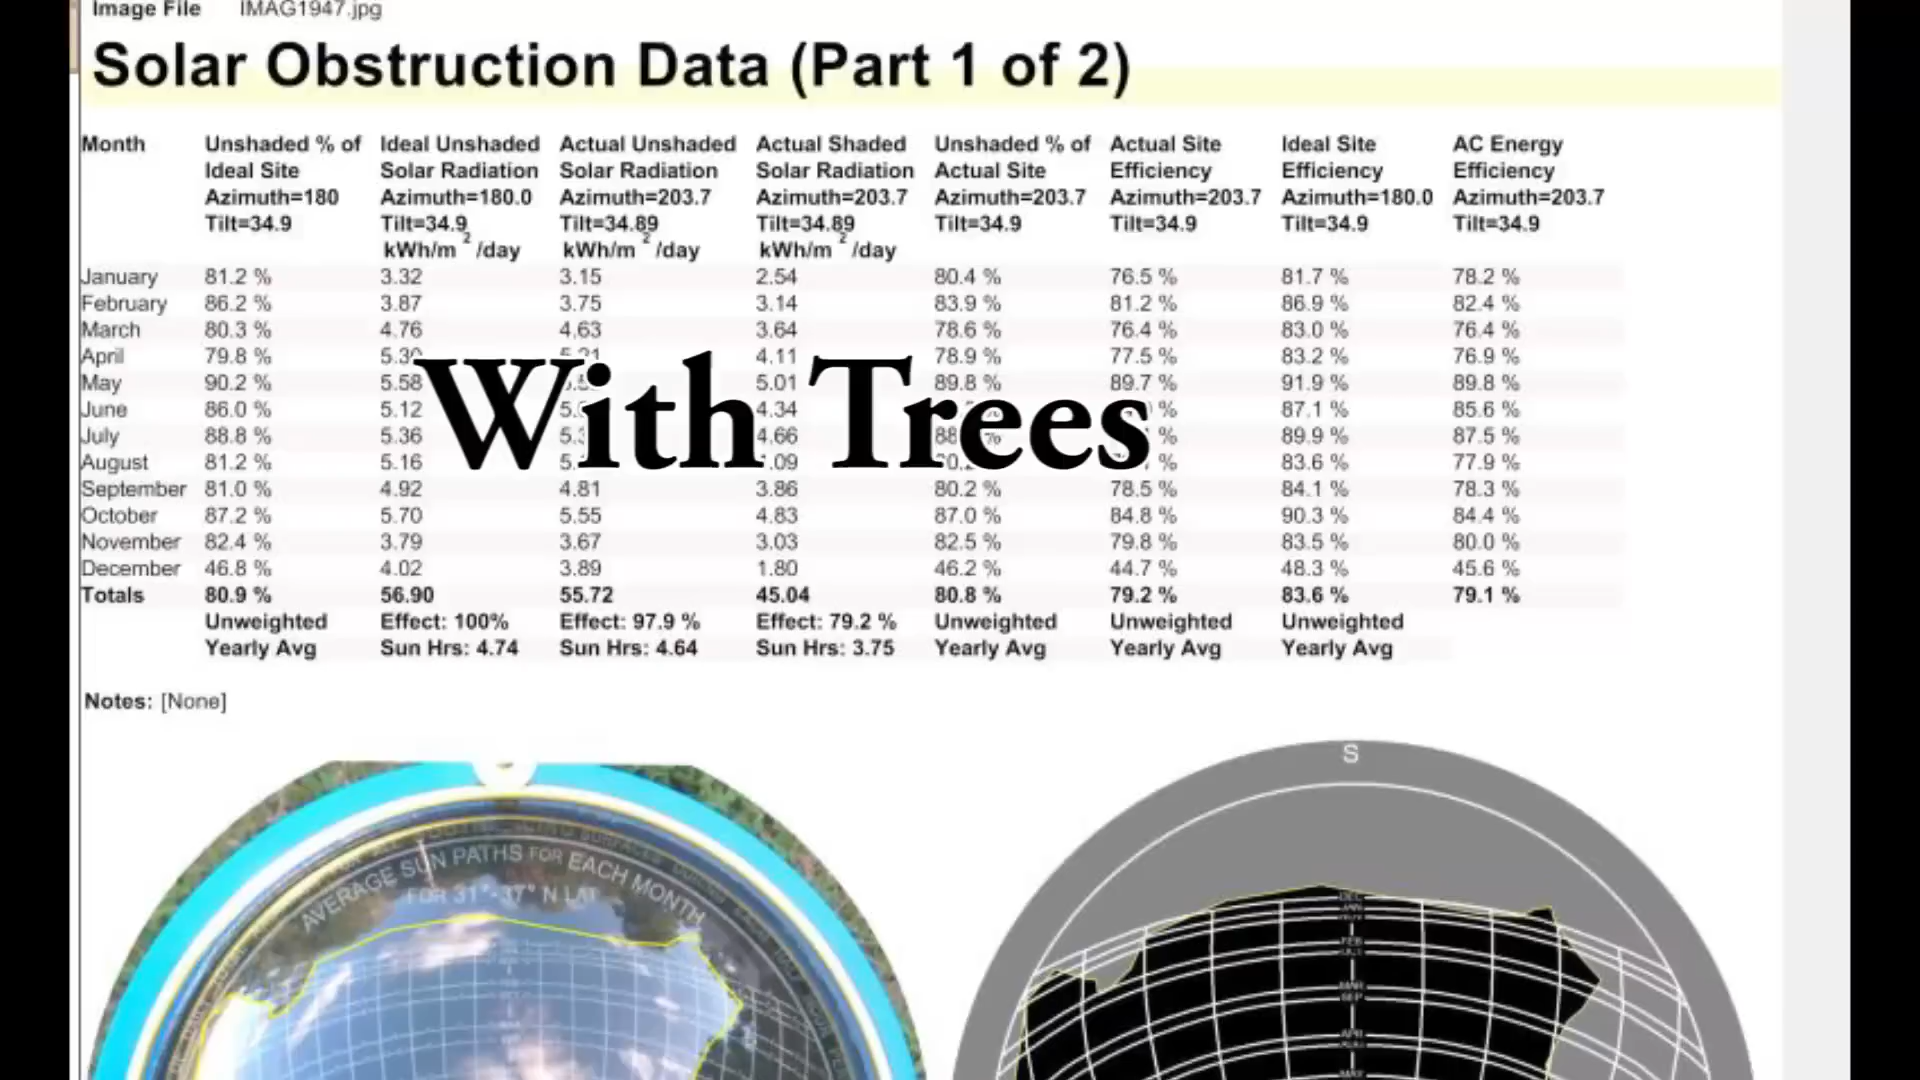 Image File IMAG1947.jpg
Solar Obstruction Data (Part 1 of 2)
Month Unshaded % of Ideal Unshaded Actual Unshaded Actual Shaded Unshaded % of Actual Site Ideal Site AC Energy
Ideal Site Solar Radiation Solar Radiation Solar Radiation Actual Site Efficiency Efficiency Efficiency
Azimuth=180 Azimuth=180.0 Azimuth=203.7 Azimuth=203.7 Azimuth=203.7 Azimuth=203.7 Azimuth=180.0 Azimuth=203.7
Tilt=34.9 Tilt=34.9 Tilt=34.89 Tilt=34.89 Tilt=34.9 Tilt=34.9 Tilt=34.9 Tilt=34.9
kWh/m 2 /day kWh/m 2 /day kWh/m 2 /day
January 81.2 % 3.32 3.15 2.54 80.4 % 76.5 % 81.7 % 78.2 %
February 86.2 % 3.87 3.75 3.14 83.9 % 81.2 % 86.9 % 82.4 %
March 80.3 % 4.76 4.63 3.64 78.6 % 76.4 % 83.0 % 76.4 %
April 79.8 % 4.11 78.9 % 77.5 % 83.2 % 76.9 %
May 90.2 % 5.58 5.01 89.8 % 89.7 % 91.9 % 89.8 %
June 86.0 % 5.12 4.34 87.1 % 85.6 %
July 88.8 % 5.36 4.66 89.9 % 87.5 %
August 81.2 % 5.16 83.6 % 77.9 %
With Trees
September 81.0 % 4.92 4.81 3.86 80.2 % 78.5 % 84.1 % 78.3 %
October 87.2 % 5.70 5.55 4.83 87.0 % 84.8 % 90.3 % 84.4 %
November 82.4 % 3.79 3.67 3.03 82.5 % 79.8 % 83.5 % 80.0 %
December 46.8 % 4.02 3.89 1.80 46.2 % 44.7 % 48.3 % 45.6 %
Totals 80.9 % 56.90 55.72 45.04 80.8 % 79.2 % 83.6 % 79.1 %
Unweighted Effect: 100% Effect: 97.9 % Effect: 79.2 % Unweighted Unweighted Unweighted
Yearly Avg Sun Hrs: 4.74 Sun Hrs: 4.64 Sun Hrs: 3.75 Yearly Avg Yearly Avg Yearly Avg
Notes: [None]
S
AVERAGE SUN PATHS FOR EACH MONTH
FOR 31°-37° N LAT
DEC
JAN
FEB
OCT
MAR
SEP
APR